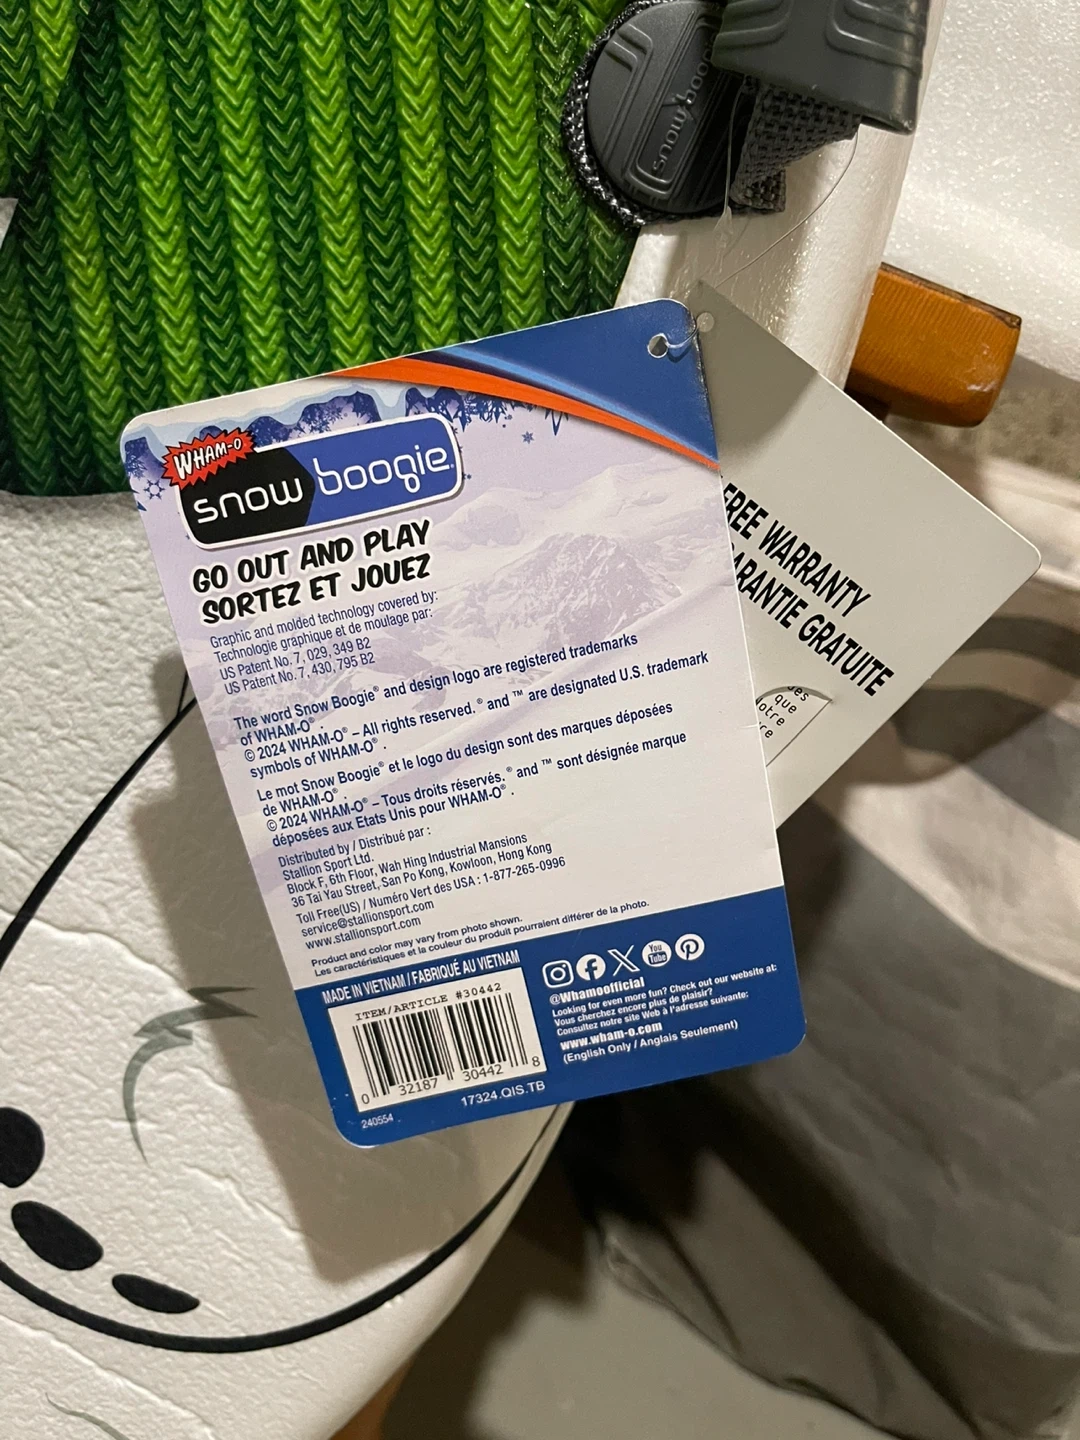 snowboogie
WHAM-O
snow boogie®
GO OUT AND PLAY
SORTEZ ET JOUEZ
Graphic and molded technology covered by:
Technologie graphique et de moulage par:
US Patent No. 7, 029, 349 B2
US Patent No. 7, 430, 795 B2
The word Snow Boogie® and design logo are registered trademarks
of WHAM-O® .
© 2024 WHAM-O® – All rights reserved. ® and ™ are designated U.S. trademark
symbols of WHAM-O® .
Le mot Snow Boogie® et le logo du design sont des marques déposées
de WHAM-O® .
© 2024 WHAM-O® – Tous droits réservés. ® and ™ sont désignée marque
déposées aux Etats Unis pour WHAM-O® .
Distributed by / Distribué par :
Stallion Sport Ltd.
Block F, 6th Floor, Wah Hing Industrial Mansions
36 Tai Yau Street, San Po Kong, Kowloon, Hong Kong
Toll Free(US) / Numéro Vert des USA : 1-877-265-0996
service@stallionsport.com
www.stallionsport.com
Product and color may vary from photo shown.
Les caractéristiques et la couleur du produit pourraient différer de la photo.
MADE IN VIETNAM / FABRIQUÉ AU VIETNAM
ITEM/ARTICLE #30442
0 32187 30442 8
17324.QIS.TB
240554
You Tube
@Whamoofficial
Looking for even more fun? Check out our website at:
Vous cherchez encore plus de plaisir?
Consultez notre site Web à l'adresse suivante:
www.wham-o.com
(English Only / Anglais Seulement)
FREE WARRANTY
ARANTIE GRATUITE
que
otre